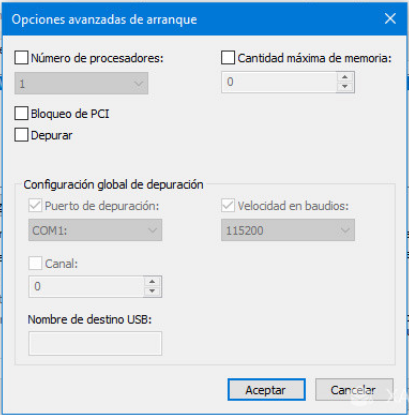 Opciones avanzadas de arranque
Número de procesadores: Cantidad máxima de memoria:
1 0
Bloqueo de PCI
Depurar
Configuración global de depuración
Puerto de depuración: Velocidad en baudios:
COM1: 115200
Canal:
0
Nombre de destino USB:
Aceptar Cancelar